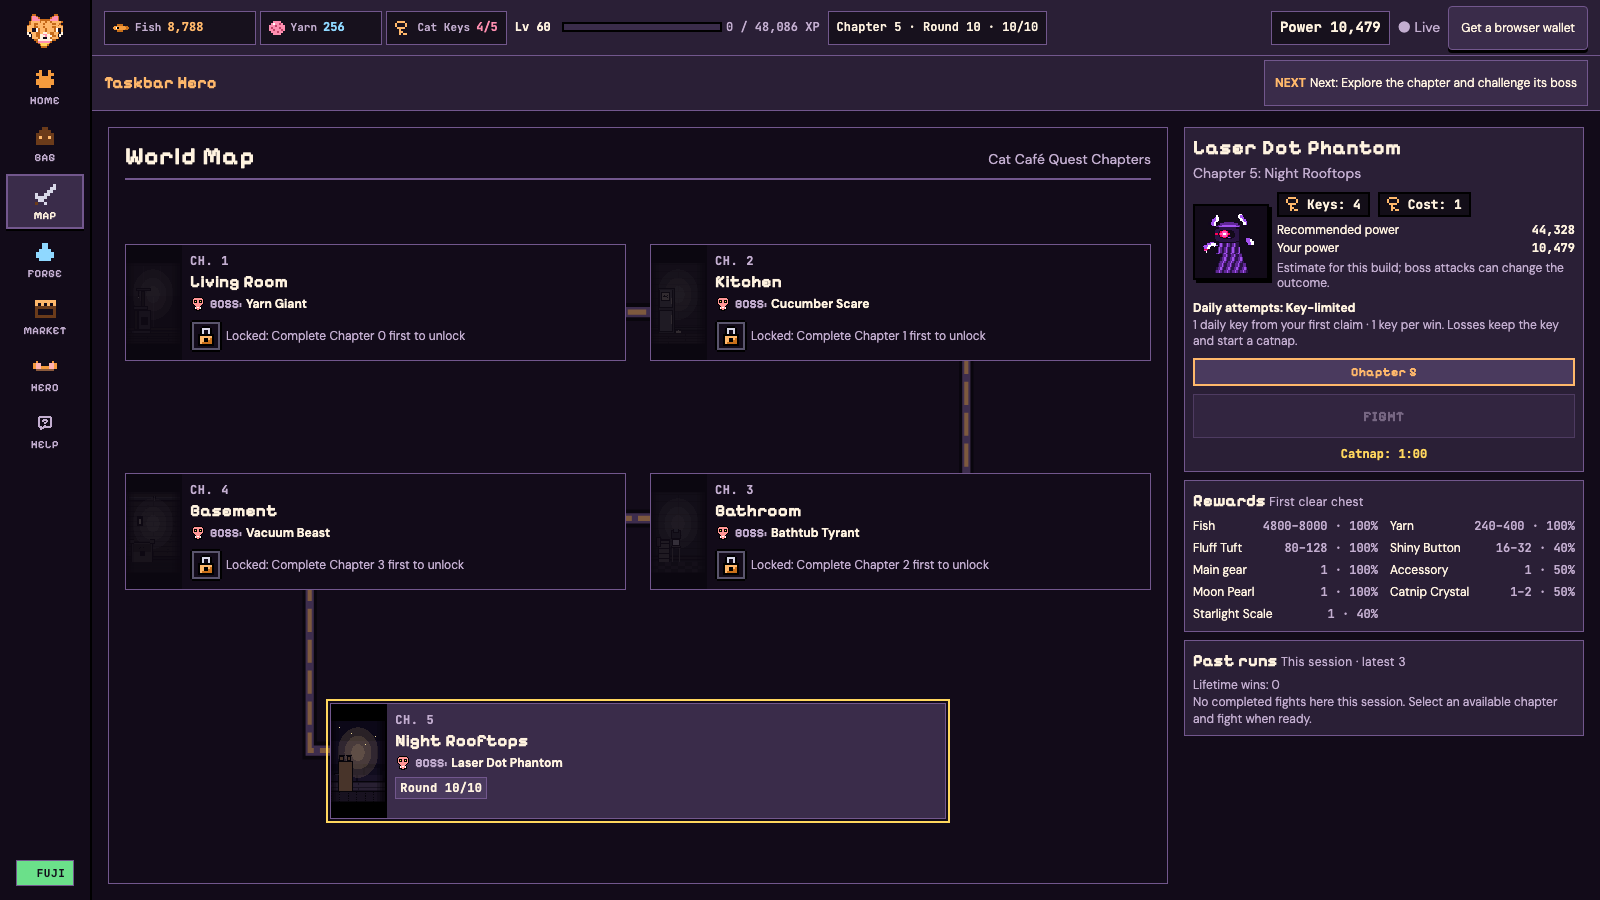 Fish 8,788
Yarn 256
Cat Keys 4/5
Lv 60
0 / 48,086 XP
Chapter 5 · Round 10 · 10/10
Power 10,479
Live
Get a browser wallet
HOME
BAG
MAP
FORGE
MARKET
HERO
HELP
FUJI
Taskbar Hero
NEXT Next: Explore the chapter and challenge its boss
World Map
Cat Café Quest Chapters
CH. 1
Living Room
BOSS: Yarn Giant
Locked: Complete Chapter 0 first to unlock
CH. 2
Kitchen
BOSS: Cucumber Scare
Locked: Complete Chapter 1 first to unlock
CH. 4
Basement
BOSS: Vacuum Beast
Locked: Complete Chapter 3 first to unlock
CH. 3
Bathroom
BOSS: Bathtub Tyrant
Locked: Complete Chapter 2 first to unlock
CH. 5
Night Rooftops
BOSS: Laser Dot Phantom
Round 10/10
Laser Dot Phantom
Chapter 5: Night Rooftops
Keys: 4
Cost: 1
Recommended power 44,328
Your power 10,479
Estimate for this build; boss attacks can change the
outcome.
Daily attempts: Key-limited
1 daily key from your first claim · 1 key per win. Losses keep the key
and start a catnap.
Chapter 5
FIGHT
Catnap: 1:00
Rewards First clear chest
Fish 4800–8000 · 100%
Yarn 240–400 · 100%
Fluff Tuft 80–128 · 100%
Shiny Button 16–32 · 40%
Main gear 1 · 100%
Accessory 1 · 50%
Moon Pearl 1 · 100%
Catnip Crystal 1–2 · 50%
Starlight Scale 1 · 40%
Past runs This session · latest 3
Lifetime wins: 0
No completed fights here this session. Select an available chapter
and fight when ready.